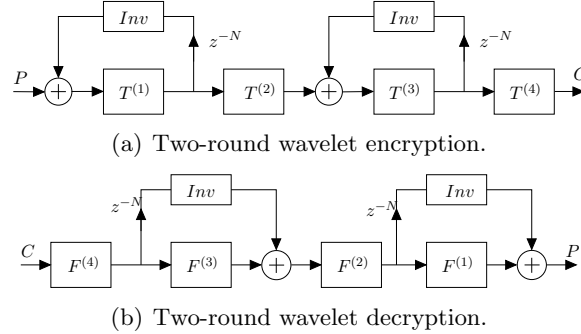 Inv Inv
z^{-N} z^{-N}
P + T^{(1)} T^{(2)} + T^{(3)} T^{(4)} C
(a) Two-round wavelet encryption.
Inv Inv
z^{-N} z^{-N}
C F^{(4)} F^{(3)} + F^{(2)} F^{(1)} + P
(b) Two-round wavelet decryption.